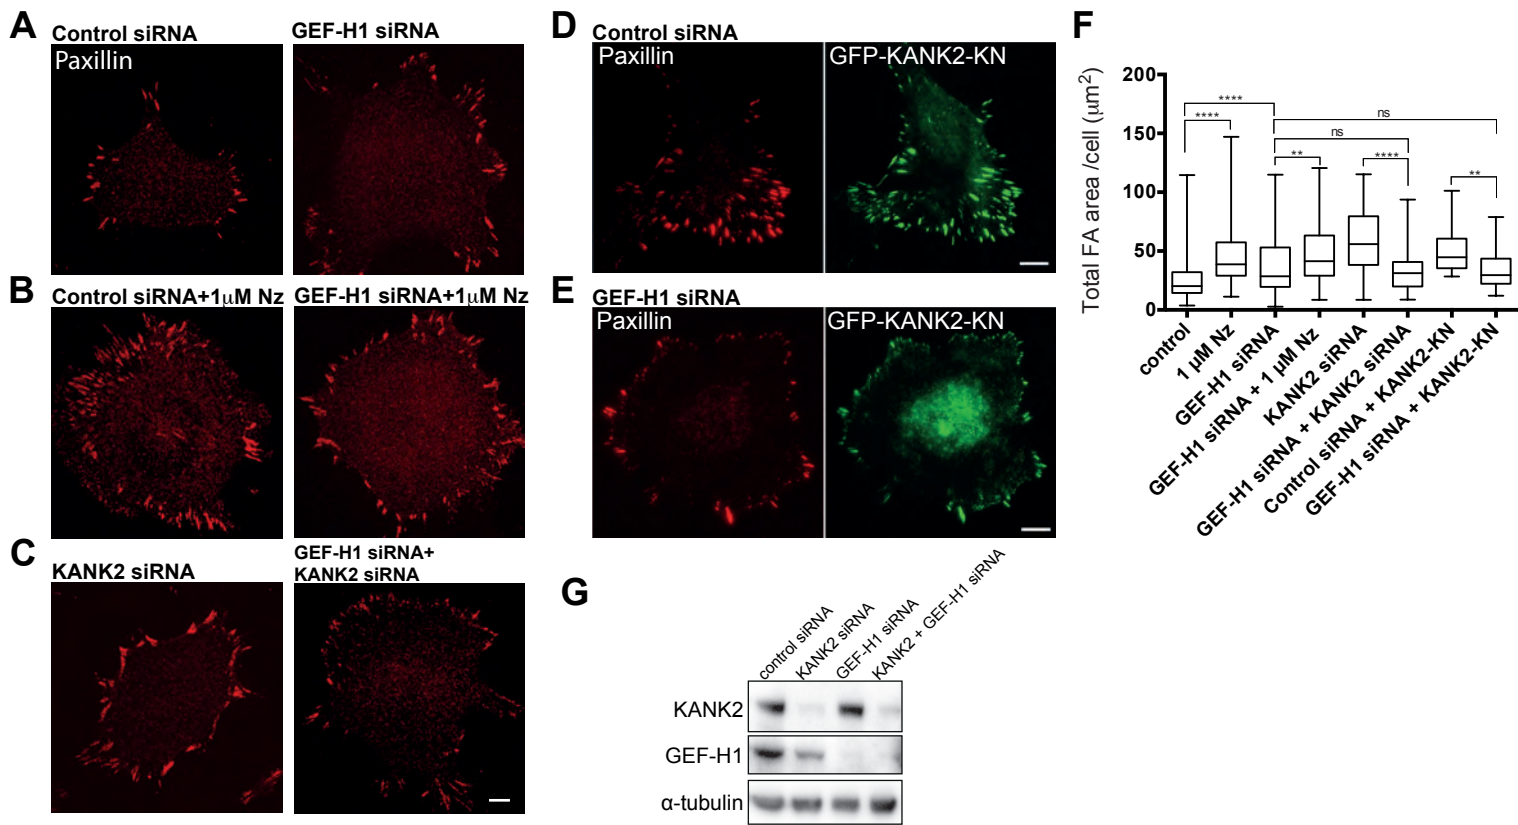 A
Control siRNA
GEF-H1 siRNA
Paxillin
B
Control siRNA+1μM Nz
GEF-H1 siRNA+1μM Nz
C
KANK2 siRNA
GEF-H1 siRNA+
KANK2 siRNA
D
Control siRNA
Paxillin
GFP-KANK2-KN
E
GEF-H1 siRNA
Paxillin
GFP-KANK2-KN
F
Total FA area /cell (μm2)
200
150
100
50
0
****
****
ns
ns
**
****
**
control
1 μM Nz
GEF-H1 siRNA
GEF-H1 siRNA + 1 μM Nz
KANK2 siRNA
GEF-H1 siRNA + KANK2 siRNA
Control siRNA + KANK2-KN
GEF-H1 siRNA + KANK2-KN
G
control siRNA
KANK2 siRNA
GEF-H1 siRNA
KANK2 + GEF-H1 siRNA
KANK2
GEF-H1
α-tubulin